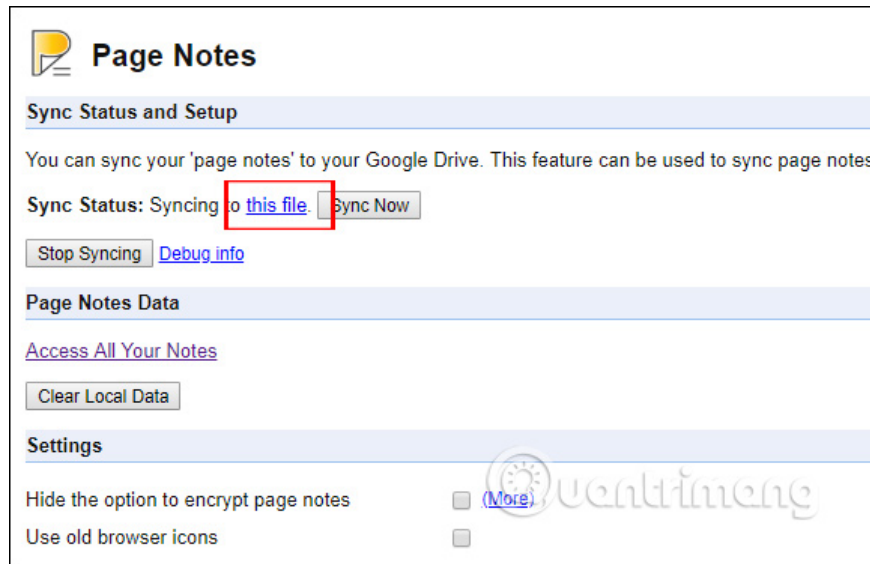 Page Notes
Sync Status and Setup
You can sync your 'page notes' to your Google Drive. This feature can be used to sync page notes
Sync Status: Syncing to this file. Sync Now
Stop Syncing Debug info
Page Notes Data
Access All Your Notes
Clear Local Data
Settings
Hide the option to encrypt page notes (More)
Quantrimang
Use old browser icons